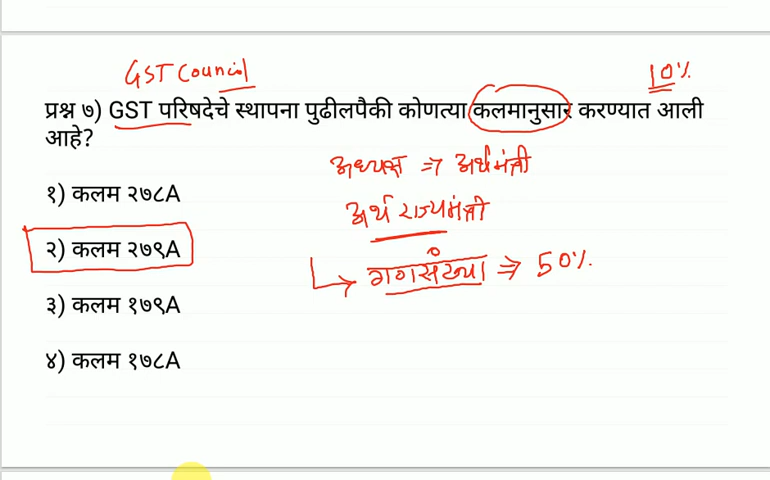 GST Council
10%
प्रश्न ७) GST परिषदेचे स्थापना पुढीलपैकी कोणत्या कलमानुसार करण्यात आली
आहे?
अध्यक्ष ⇒ अर्थमंत्री
१) कलम २७८A
अर्थ राज्यमंत्री
२) कलम २७९A
गणसंख्या ⇒ 50%
३) कलम १७९A
४) कलम १७८A